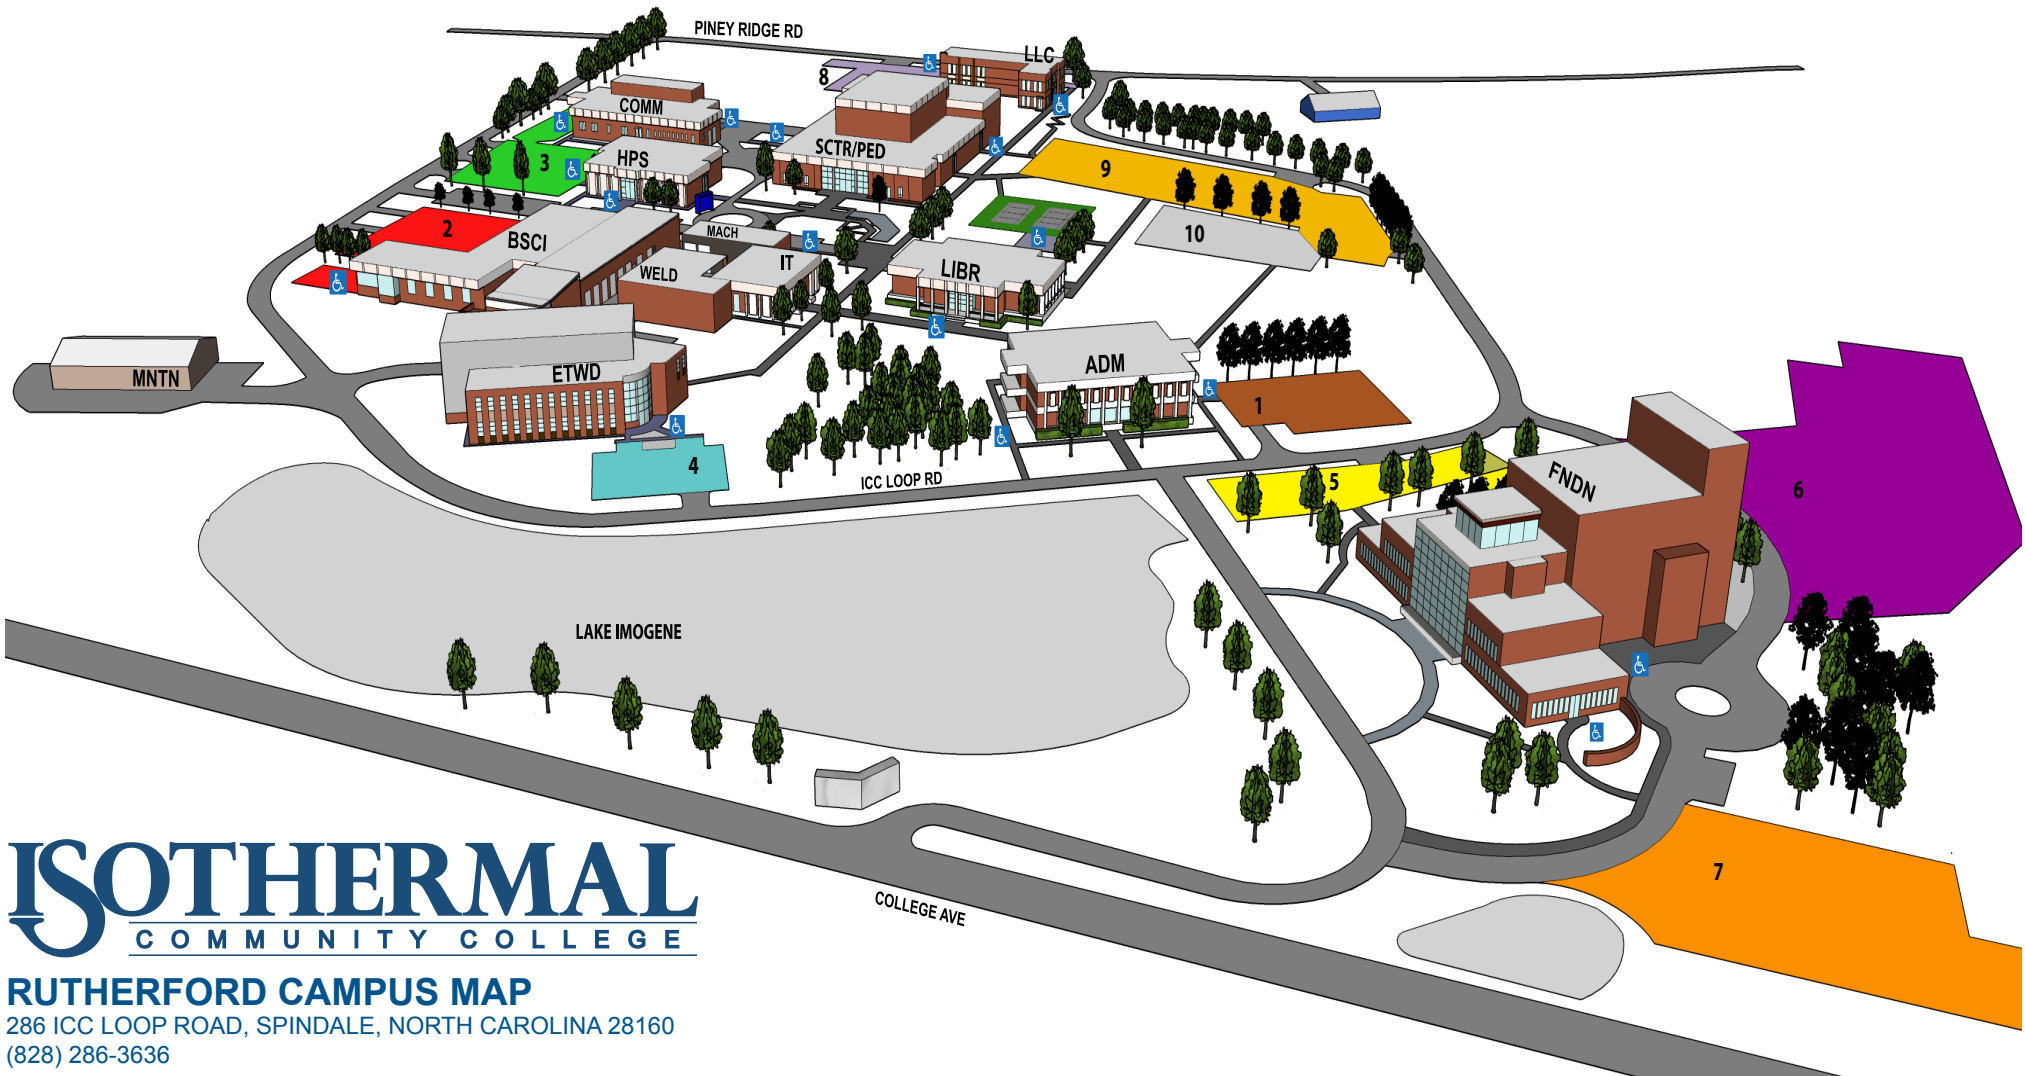 PINEY RIDGE RD
LLC
8
COMM
SCTR/PED
HPS
3
9
2
BSCI
MACH
10
IT
WELD
LIBR
MNTN
ETWD
ADM
1
4
ICC LOOP RD
5
FNDN
6
LAKE IMOGENE
7
COLLEGE AVE
ISOTHERMAL
COMMUNITY COLLEGE
RUTHERFORD CAMPUS MAP
286 ICC LOOP ROAD, SPINDALE, NORTH CAROLINA 28160
(828) 286-3636